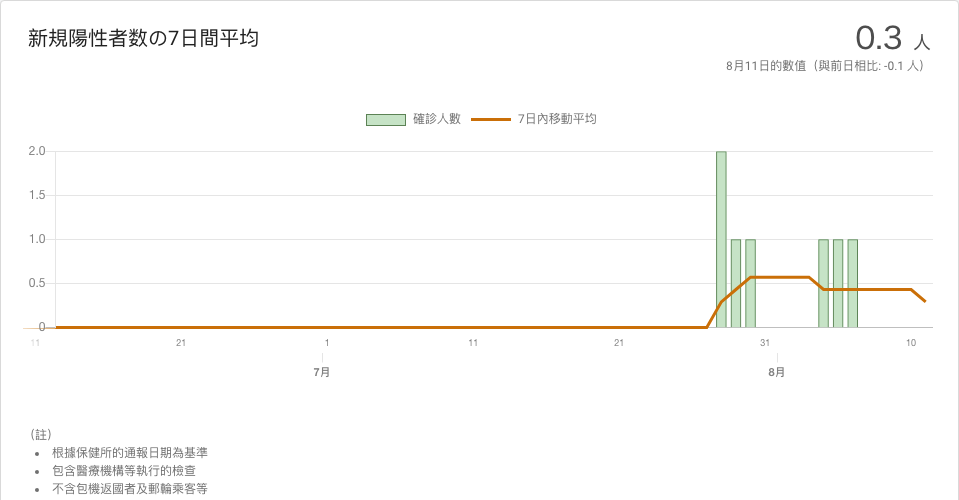 新規陽性者数の7日間平均
0.3 人
8月11日的數值（與前日相比: -0.1 人）
確診人數
7日內移動平均
2.0
1.5
1.0
0.5
0
11 21 1 11 21 31 10
7月 8月
（註）
• 根據保健所的通報日期為基準
• 包含醫療機構等執行的檢查
• 不含包機返國者及郵輪乘客等